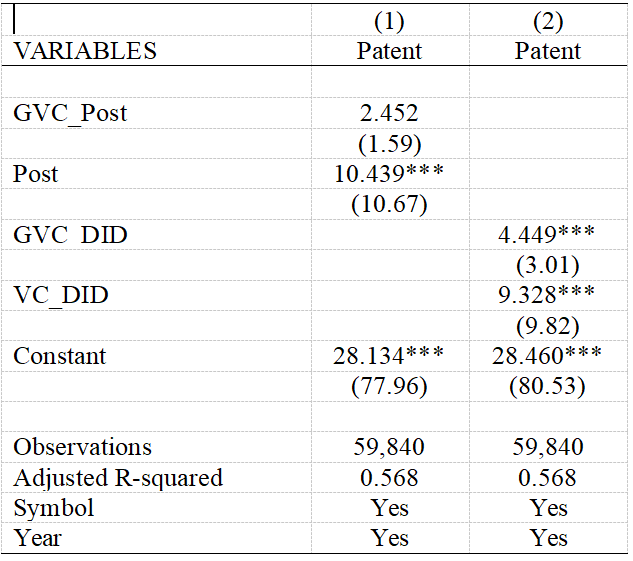 (1) (2)
VARIABLES Patent Patent
GVC_Post 2.452
(1.59)
Post 10.439***
(10.67)
GVC DID 4.449***
(3.01)
VC_DID 9.328***
(9.82)
Constant 28.134*** 28.460***
(77.96) (80.53)
Observations 59,840 59,840
Adjusted R-squared 0.568 0.568
Symbol Yes Yes
Year Yes Yes